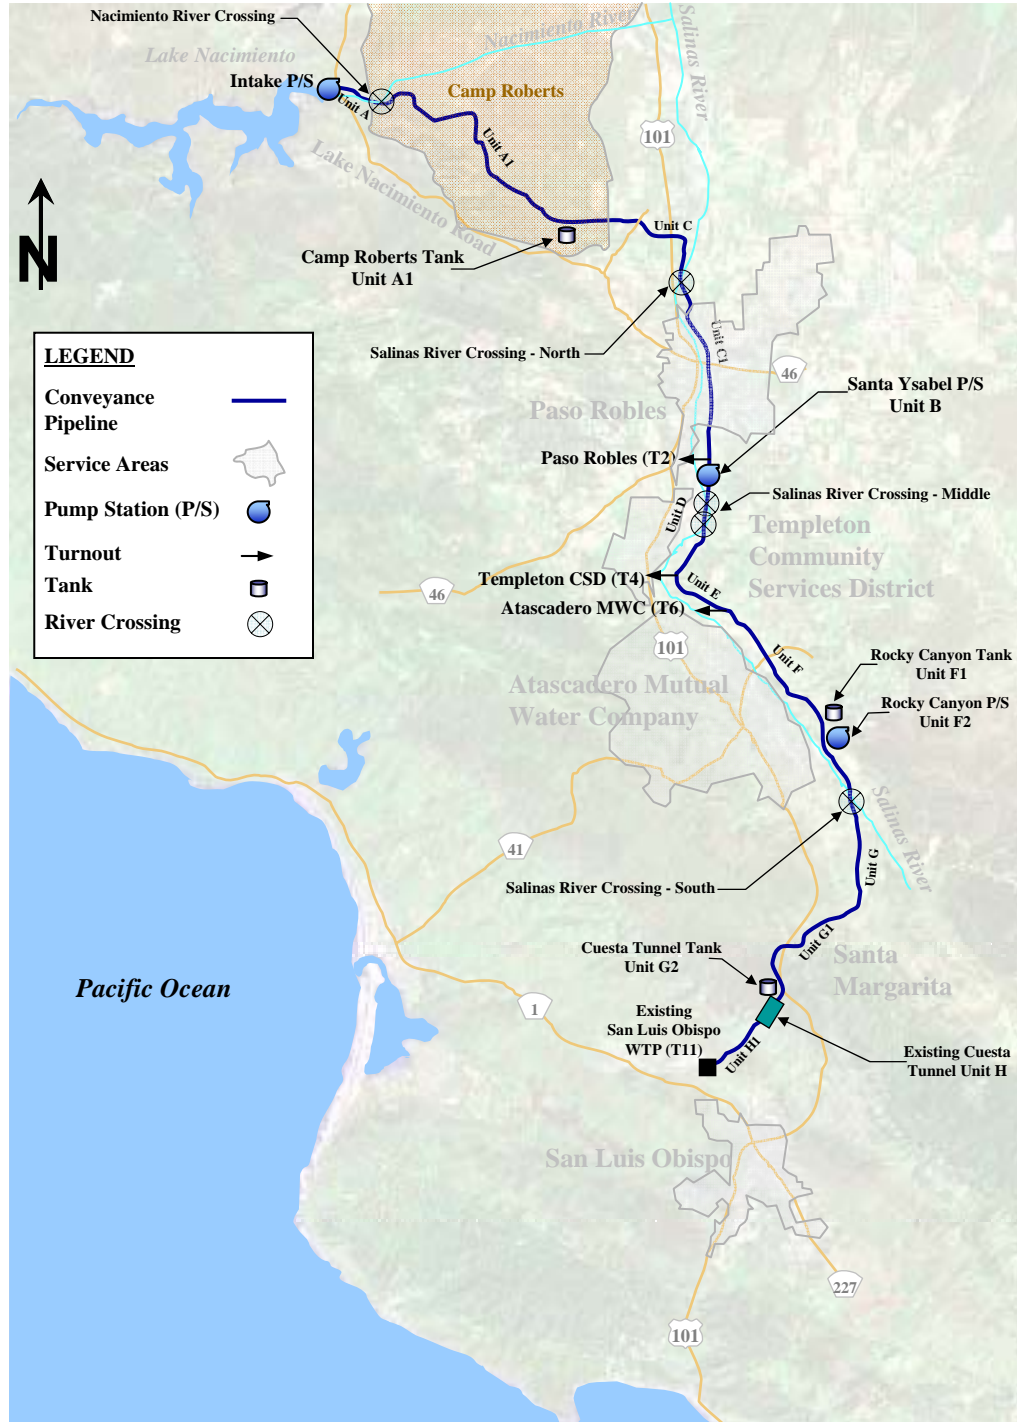 Nacimiento River Crossing
Nacimiento River
Salinas River
Lake Nacimiento
Intake P/S
Unit A
Camp Roberts
Unit A1
101
Lake Nacimiento Road
N
Unit C
Camp Roberts Tank
Unit A1
Salinas River Crossing - North
Unit C1
46
LEGEND
Conveyance
Pipeline
Service Areas
Pump Station (P/S)
Turnout
Tank
River Crossing
Santa Ysabel P/S
Unit B
Paso Robles
Paso Robles (T2)
Salinas River Crossing - Middle
Unit D
Templeton
Community
Services District
Templeton CSD (T4)
Unit E
46
Atascadero MWC (T6)
101
Unit F
Rocky Canyon Tank
Unit F1
Atascadero Mutual
Water Company
Rocky Canyon P/S
Unit F2
Salinas River
41
Unit G
Salinas River Crossing - South
Unit G1
Cuesta Tunnel Tank
Unit G2
Santa
Margarita
Pacific Ocean
1
Existing
San Luis Obispo
WTP (T11)
Unit H1
Existing Cuesta
Tunnel Unit H
San Luis Obispo
227
101